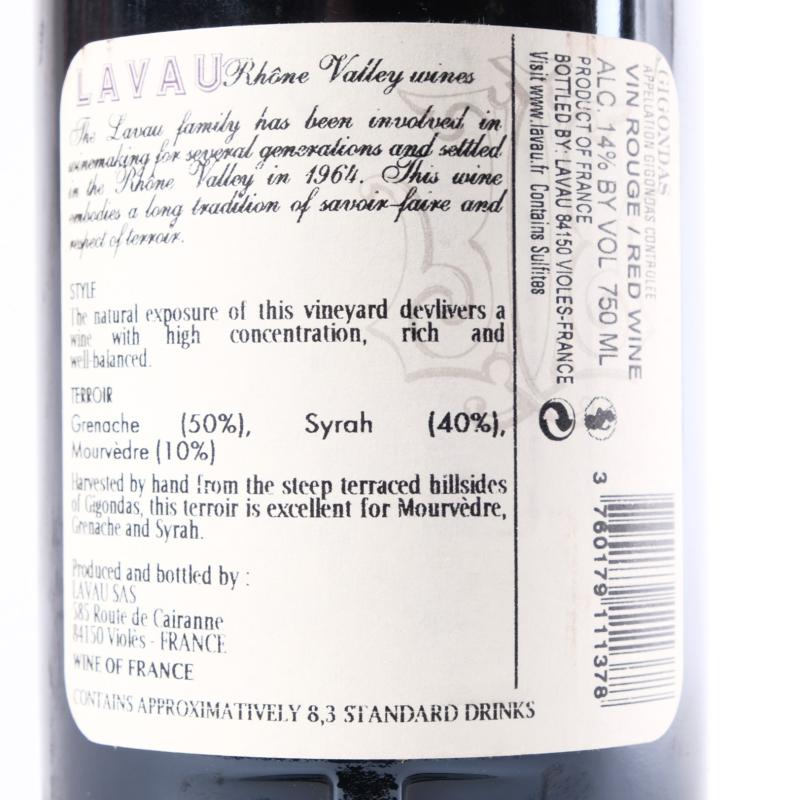 LAVAU Rhône Valley wines
The Lavau family has been involved in
winemaking for several generations and settled
in the Rhône Valley in 1964. This wine
embodies a long tradition of savoir-faire and
respect of terroir.
STYLE
The natural exposure of this vineyard devlivers a
wine with high concentration, rich and
well-balanced.
TERROIR
Grenache (50%), Syrah (40%),
Mourvèdre (10%)
Harvested by hand from the steep terraced hillsides
of Gigondas, this terroir is excellent for Mourvèdre,
Grenache and Syrah.
Produced and bottled by :
LAVAU SAS
585 Route de Cairanne
84150 Violès - FRANCE
WINE OF FRANCE
CONTAINS APPROXIMATIVELY 8,3 STANDARD DRINKS
GIGONDAS
APPELLATION GIGONDAS CONTROLÉE
VIN ROUGE / RED WINE
ALC. 14% BY VOL 750 ML
PRODUCT OF FRANCE
BOTTLED BY: LAVAU 84150 VIOLES-FRANCE
Visit www.lavau.fr Contains Sulfites
3 760179 111378